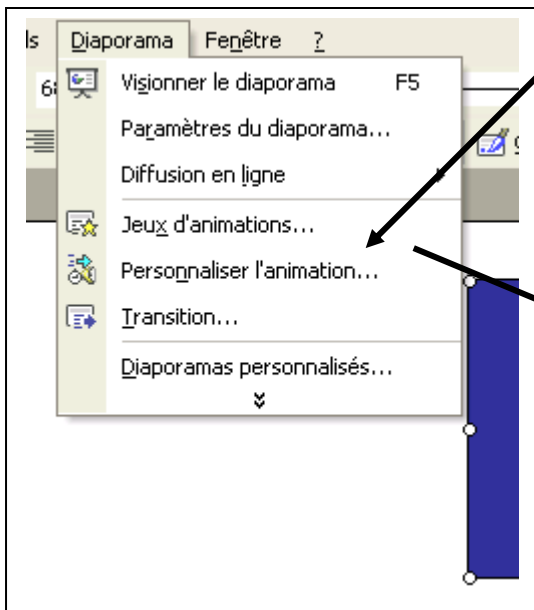 ls Diaporama Fenêtre ?
68
Visionner le diaporama F5
Paramètres du diaporama...
Diffusion en ligne
Jeux d'animations...
Personnaliser l'animation...
Transition...
Diaporamas personnalisés...